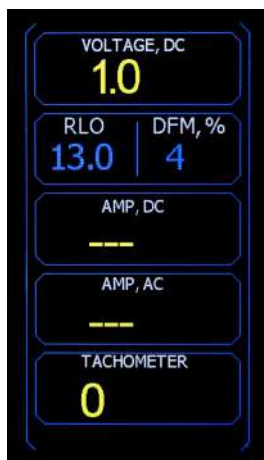 VOLTAGE, DC
1.0
RLO DFM, %
13.0 4
AMP, DC
---
AMP, AC
---
TACHOMETER
0